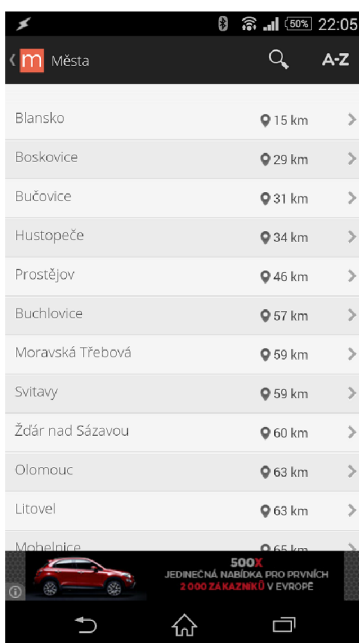 50% 22:05
m Města A-Z
Blansko 15 km
Boskovice 29 km
Bučovice 31 km
Hustopeče 34 km
Prostějov 46 km
Buchlovice 57 km
Moravská Třebová 59 km
Svitavy 59 km
Žďár nad Sázavou 60 km
Olomouc 63 km
Litovel 63 km
Mohelnice 65 km
500X
JEDINEČNÁ NABÍDKA PRO PRVNÍCH
2 000 ZÁKAZNÍKŮ V EVROPĚ